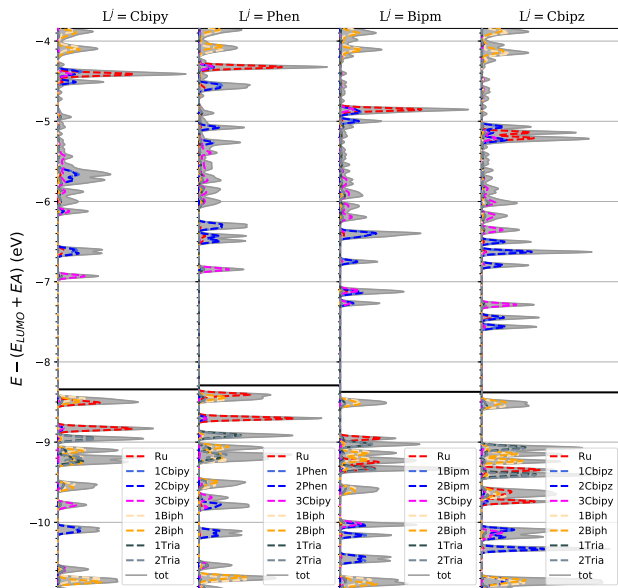 L^j = Cbipy
L^j = Phen
L^j = Bipm
L^j = Cbipz
E − (E_LUMO + EA) (eV)
−4
−5
−6
−7
−8
−9
−10
Ru
1Cbipy
2Cbipy
3Cbipy
1Biph
2Biph
1Tria
2Tria
tot
Ru
1Phen
2Phen
3Cbipy
1Biph
2Biph
1Tria
2Tria
tot
Ru
1Bipm
2Bipm
3Cbipy
1Biph
2Biph
1Tria
2Tria
tot
Ru
1Cbipz
2Cbipz
3Cbipy
1Biph
2Biph
1Tria
2Tria
tot